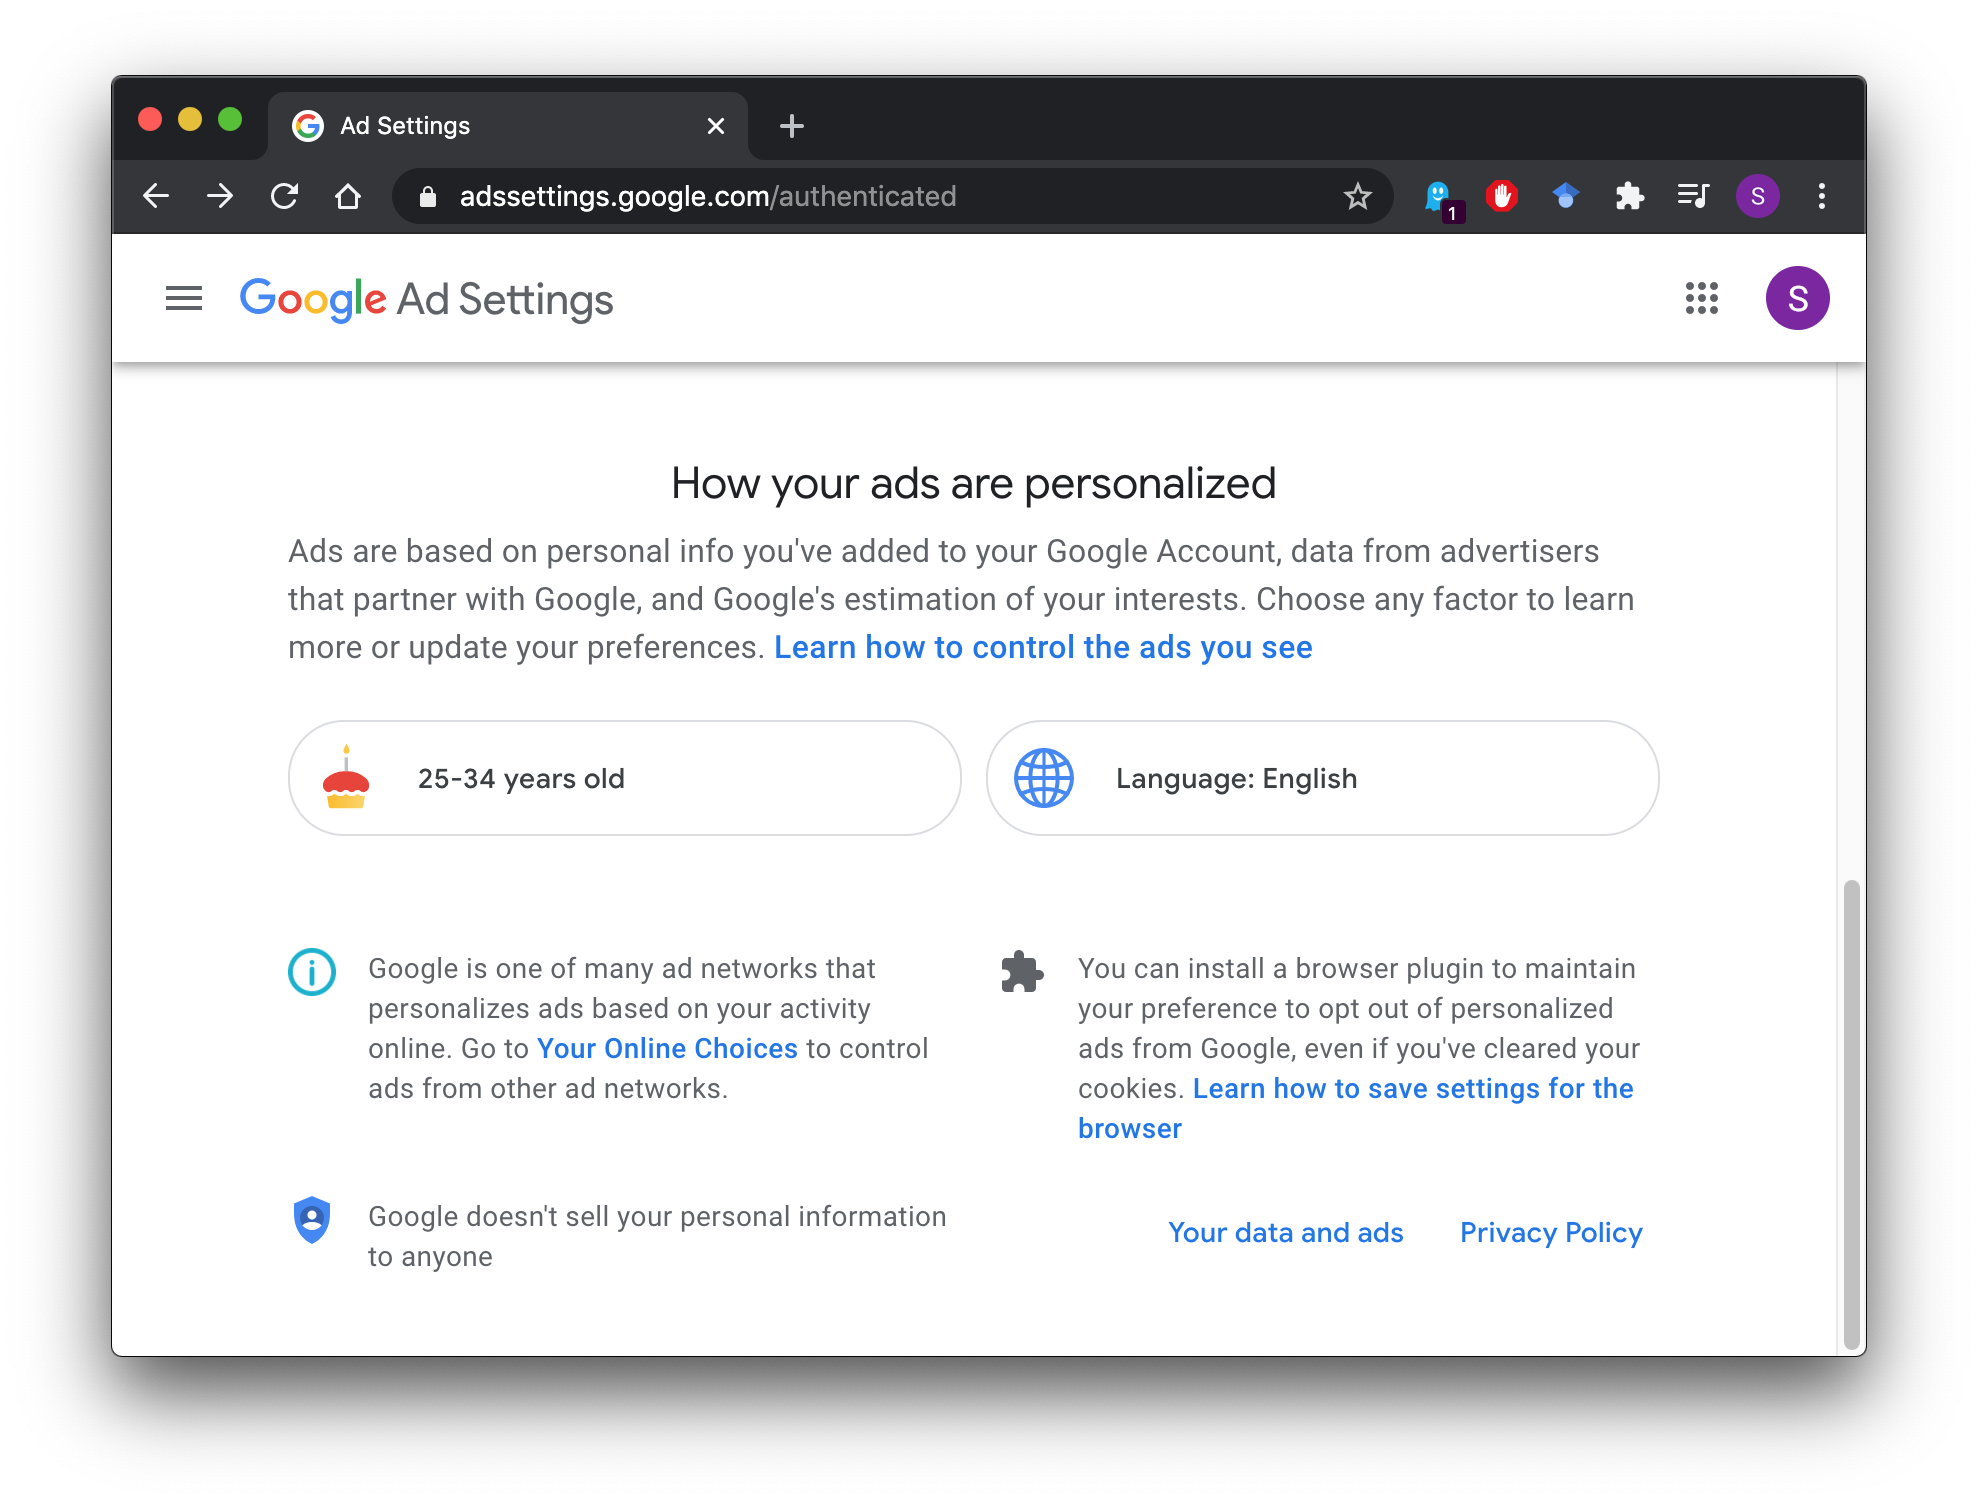 Ad Settings
adssettings.google.com/authenticated
1
S
Google Ad Settings
S
How your ads are personalized
Ads are based on personal info you've added to your Google Account, data from advertisers
that partner with Google, and Google's estimation of your interests. Choose any factor to learn
more or update your preferences. Learn how to control the ads you see
25-34 years old
Language: English
Google is one of many ad networks that
personalizes ads based on your activity
online. Go to Your Online Choices to control
ads from other ad networks.
You can install a browser plugin to maintain
your preference to opt out of personalized
ads from Google, even if you've cleared your
cookies. Learn how to save settings for the
browser
Google doesn't sell your personal information
to anyone
Your data and ads
Privacy Policy